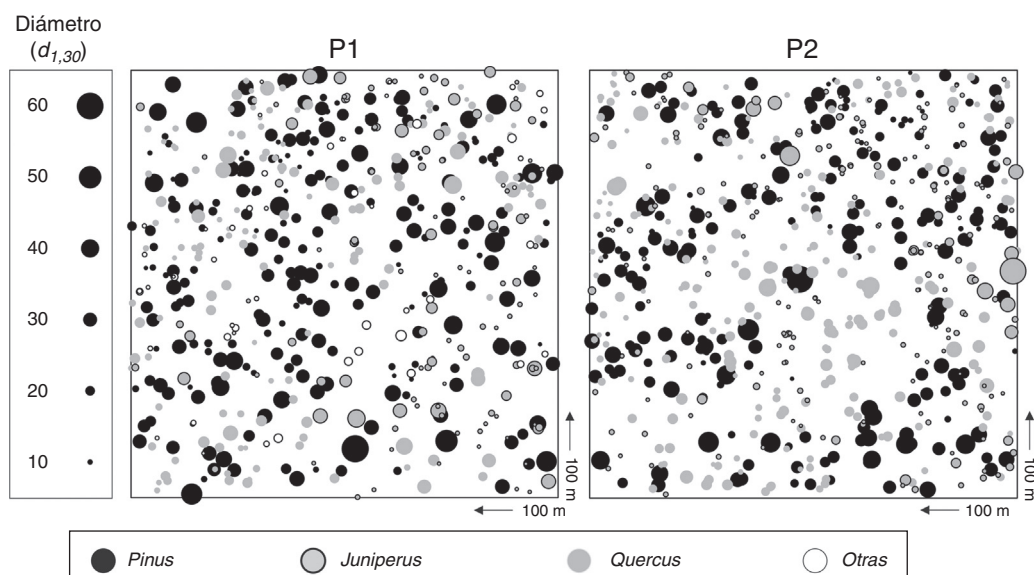 Diámetro
(d1,30)
P1
P2
60
50
40
30
20
10
100 m
100 m
100 m
100 m
Pinus
Juniperus
Quercus
Otras